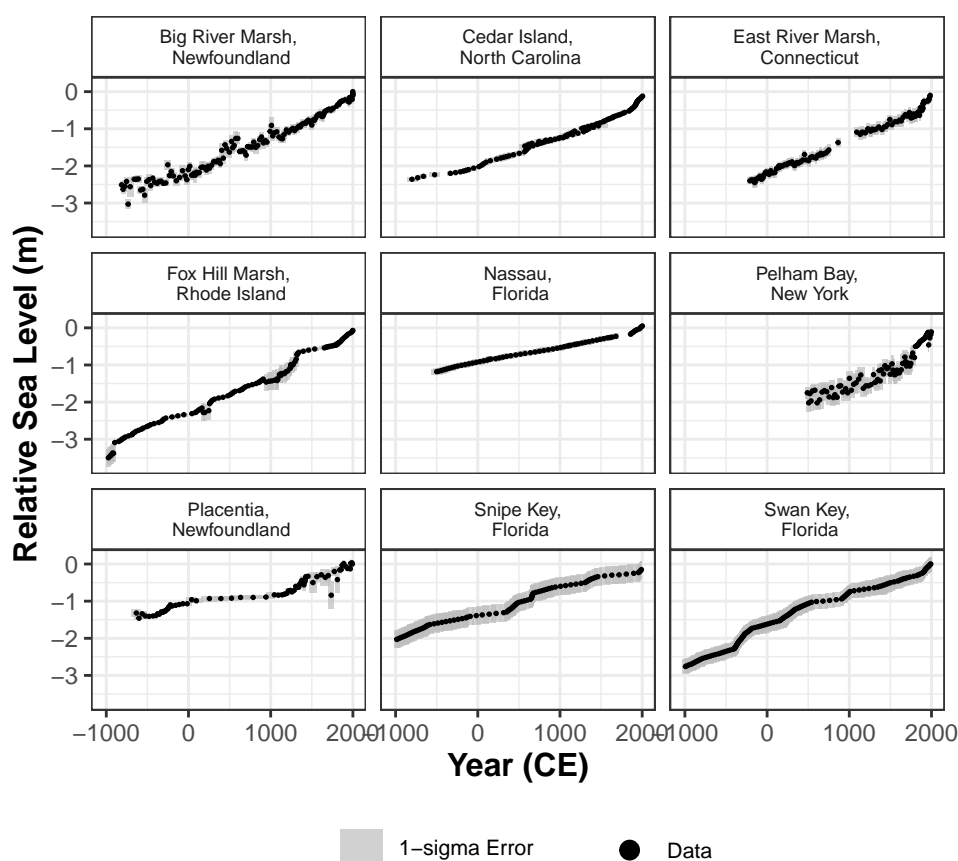 Big River Marsh,
Newfoundland
Cedar Island,
North Carolina
East River Marsh,
Connecticut
0
−1
−2
−3
Fox Hill Marsh,
Rhode Island
Nassau,
Florida
Pelham Bay,
New York
0
−1
−2
−3
Placentia,
Newfoundland
Snipe Key,
Florida
Swan Key,
Florida
0
−1
−2
−3
−1000 0 1000 2000
−1000 0 1000 2000
−1000 0 1000 2000
Relative Sea Level (m)
Year (CE)
1−sigma Error
Data